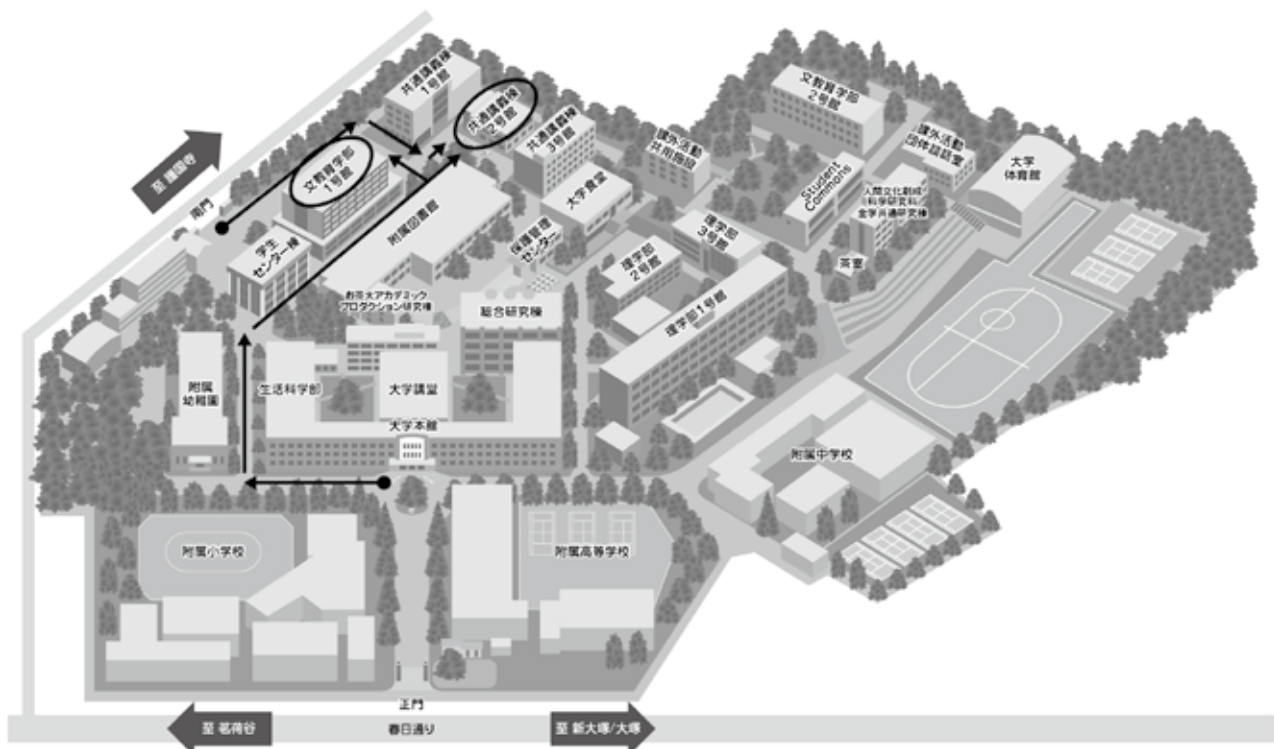 共通講義棟
1号館
共通講義棟
2号館
共通講義棟
3号館
文教育学部
2号館
課外活動
共用施設
課外活動
団体談話室
大学
体育館
至 護国寺
文教育学部
1号館
Student
Commons
人間文化創成
科学研究科・
全学共通研究棟
大学食堂
南門
附属図書館
学生
センター棟
保健管理
センター
理学部
3号館
理学部
2号館
茶室
お茶大アカデミック
プロダクション研究棟
総合研究棟
理学部1号館
附属
幼稚園
生活科学部
大学講堂
大学本館
附属中学校
附属小学校
附属高等学校
正門
至 茗荷谷
春日通り
至 新大塚/大塚